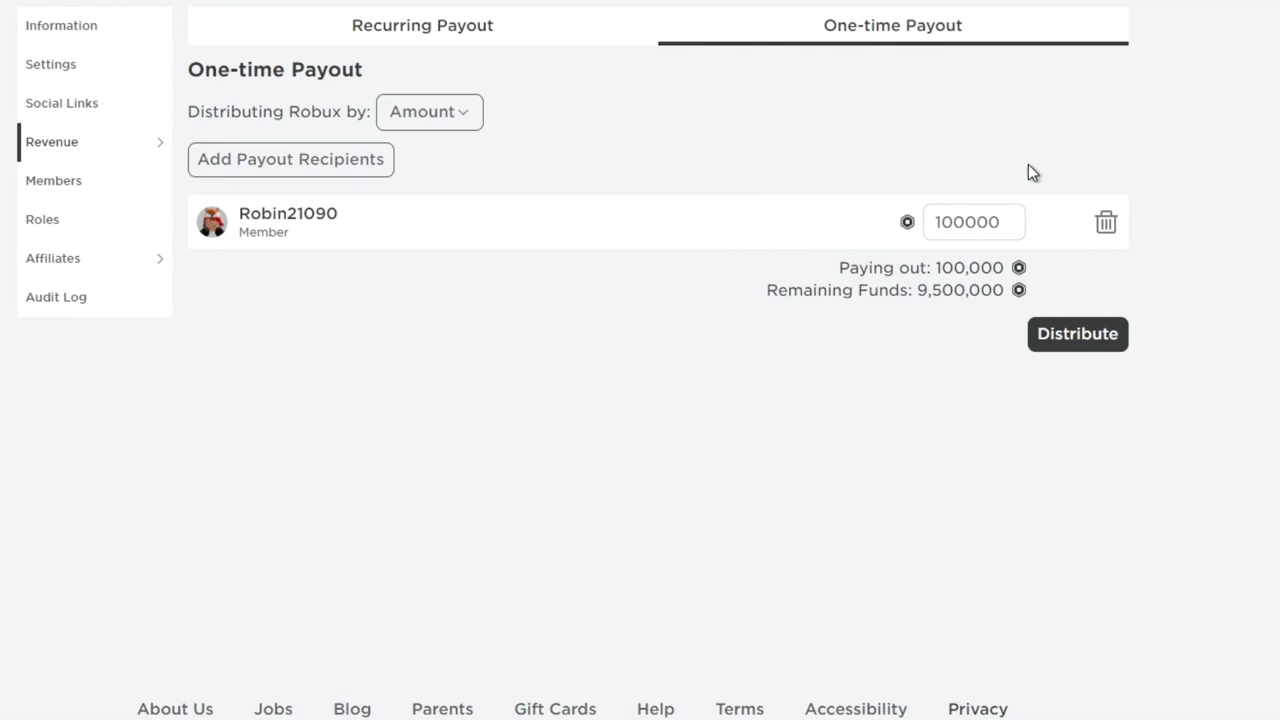 Information
Settings
Social Links
Revenue
Members
Roles
Affiliates
Audit Log
Recurring Payout
One-time Payout
One-time Payout
Distributing Robux by: Amount
Add Payout Recipients
Robin21090
Member
100000
Paying out: 100,000
Remaining Funds: 9,500,000
Distribute
About Us Jobs Blog Parents Gift Cards Help Terms Accessibility Privacy